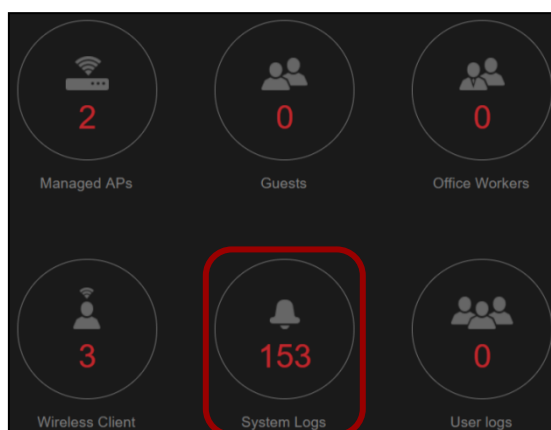 2 0 0
Managed APs Guests Office Workers
3 153 0
Wireless Client System Logs User logs